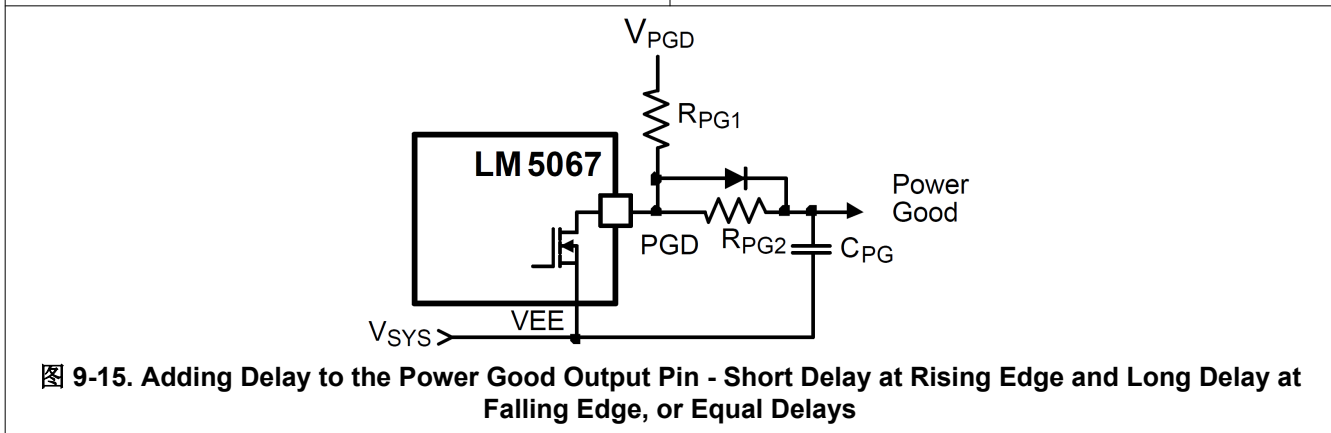 VPGD
RPG1
LM5067
Power
Good
PGD
RPG2
CPG
VEE
VSYS
图 9-15. Adding Delay to the Power Good Output Pin - Short Delay at Rising Edge and Long Delay at
Falling Edge, or Equal Delays